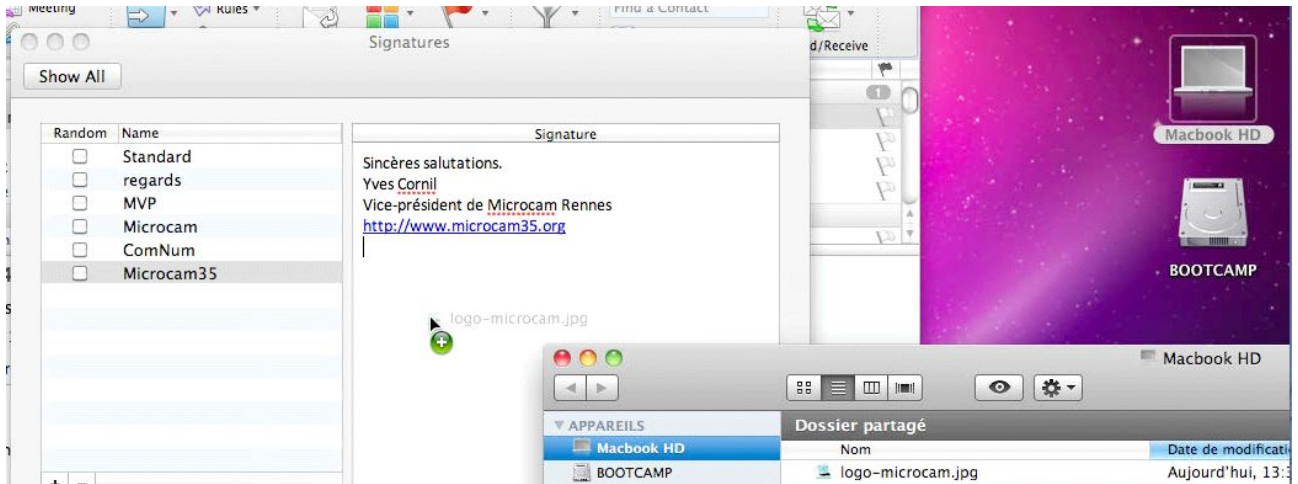 Meeting
Rules
Find a Contact
d/Receive
Signatures
Show All
1
Random Name
Signature
Standard
regards
MVP
Microcam
ComNum
Microcam35
Sincères salutations.
Yves Cornil
Vice-président de Microcam Rennes
http://www.microcam35.org
logo-microcam.jpg
Macbook HD
BOOTCAMP
Macbook HD
APPAREILS
Macbook HD
BOOTCAMP
Dossier partagé
Nom Date de modificati
logo-microcam.jpg Aujourd'hui, 13:3